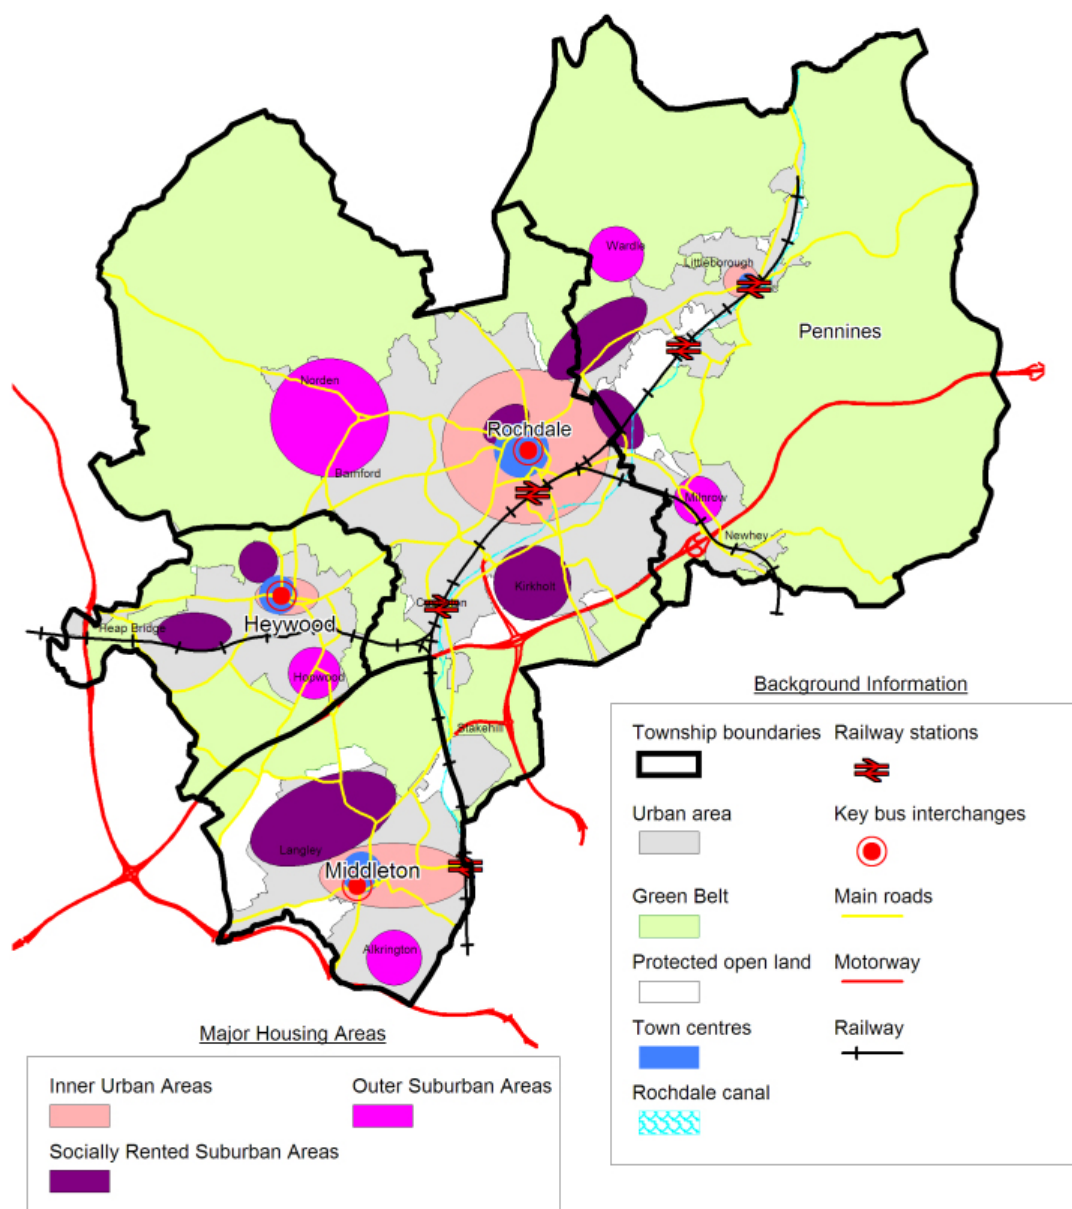 Wardle
Littleborough
Pennines
Norden
Rochdale
Bamford
Milnrow
Newhey
Kirkholt
Heap Bridge
Heywood
Hopwood
Stakehill
Langley
Middleton
Alkrington
Background Information
Township boundaries
Railway stations
Urban area
Key bus interchanges
Green Belt
Main roads
Protected open land
Motorway
Town centres
Railway
Rochdale canal
Major Housing Areas
Inner Urban Areas
Outer Suburban Areas
Socially Rented Suburban Areas